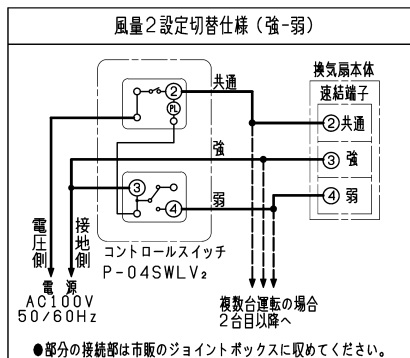 風量2設定切替仕様(強-弱)
換気扇本体
速結端子
共通
② 
PL
②共通
強
③
③ 強
弱
④
④ 弱
電圧側
接地側
コントロールスイッチ
P-04SWLV₂
電 源
AC100V
50/60Hz
複数台運転の場合
2台目以降へ
●部分の接続部は市販のジョイントボックスに収めてください。